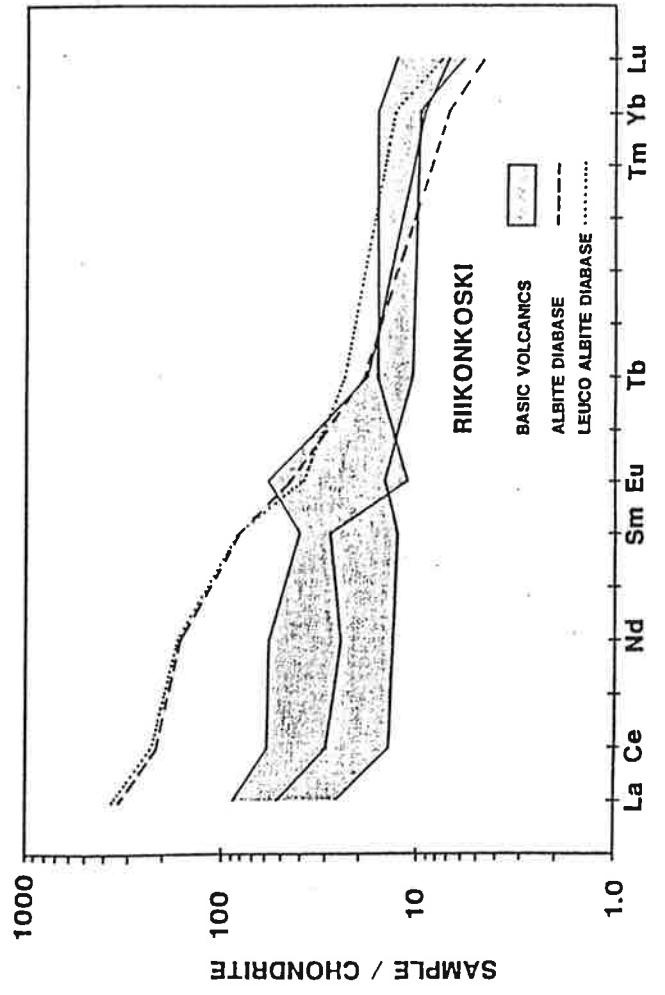 1000
100
10
1.0
SAMPLE / CHONDRITE
RIIKONKOSKI
BASIC VOLCANICS
ALBITE DIABASE
LEUCO ALBITE DIABASE
La Ce Nd Sm Eu Tb Tm Yb Lu